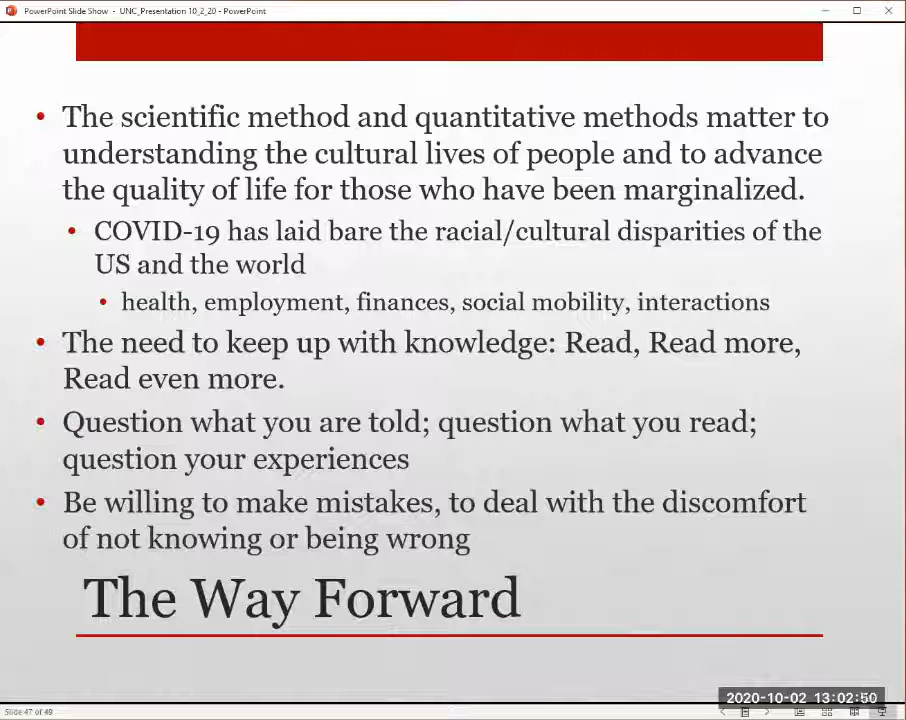 PowerPoint Slide Show - UNC_Presentation 10_2_20 - PowerPoint
• The scientific method and quantitative methods matter to
understanding the cultural lives of people and to advance
the quality of life for those who have been marginalized.
• COVID-19 has laid bare the racial/cultural disparities of the
US and the world
• health, employment, finances, social mobility, interactions
• The need to keep up with knowledge: Read, Read more,
Read even more.
• Question what you are told; question what you read;
question your experiences
• Be willing to make mistakes, to deal with the discomfort
of not knowing or being wrong
The Way Forward
2020-10-02 13:02:50
Slide 47 of 49